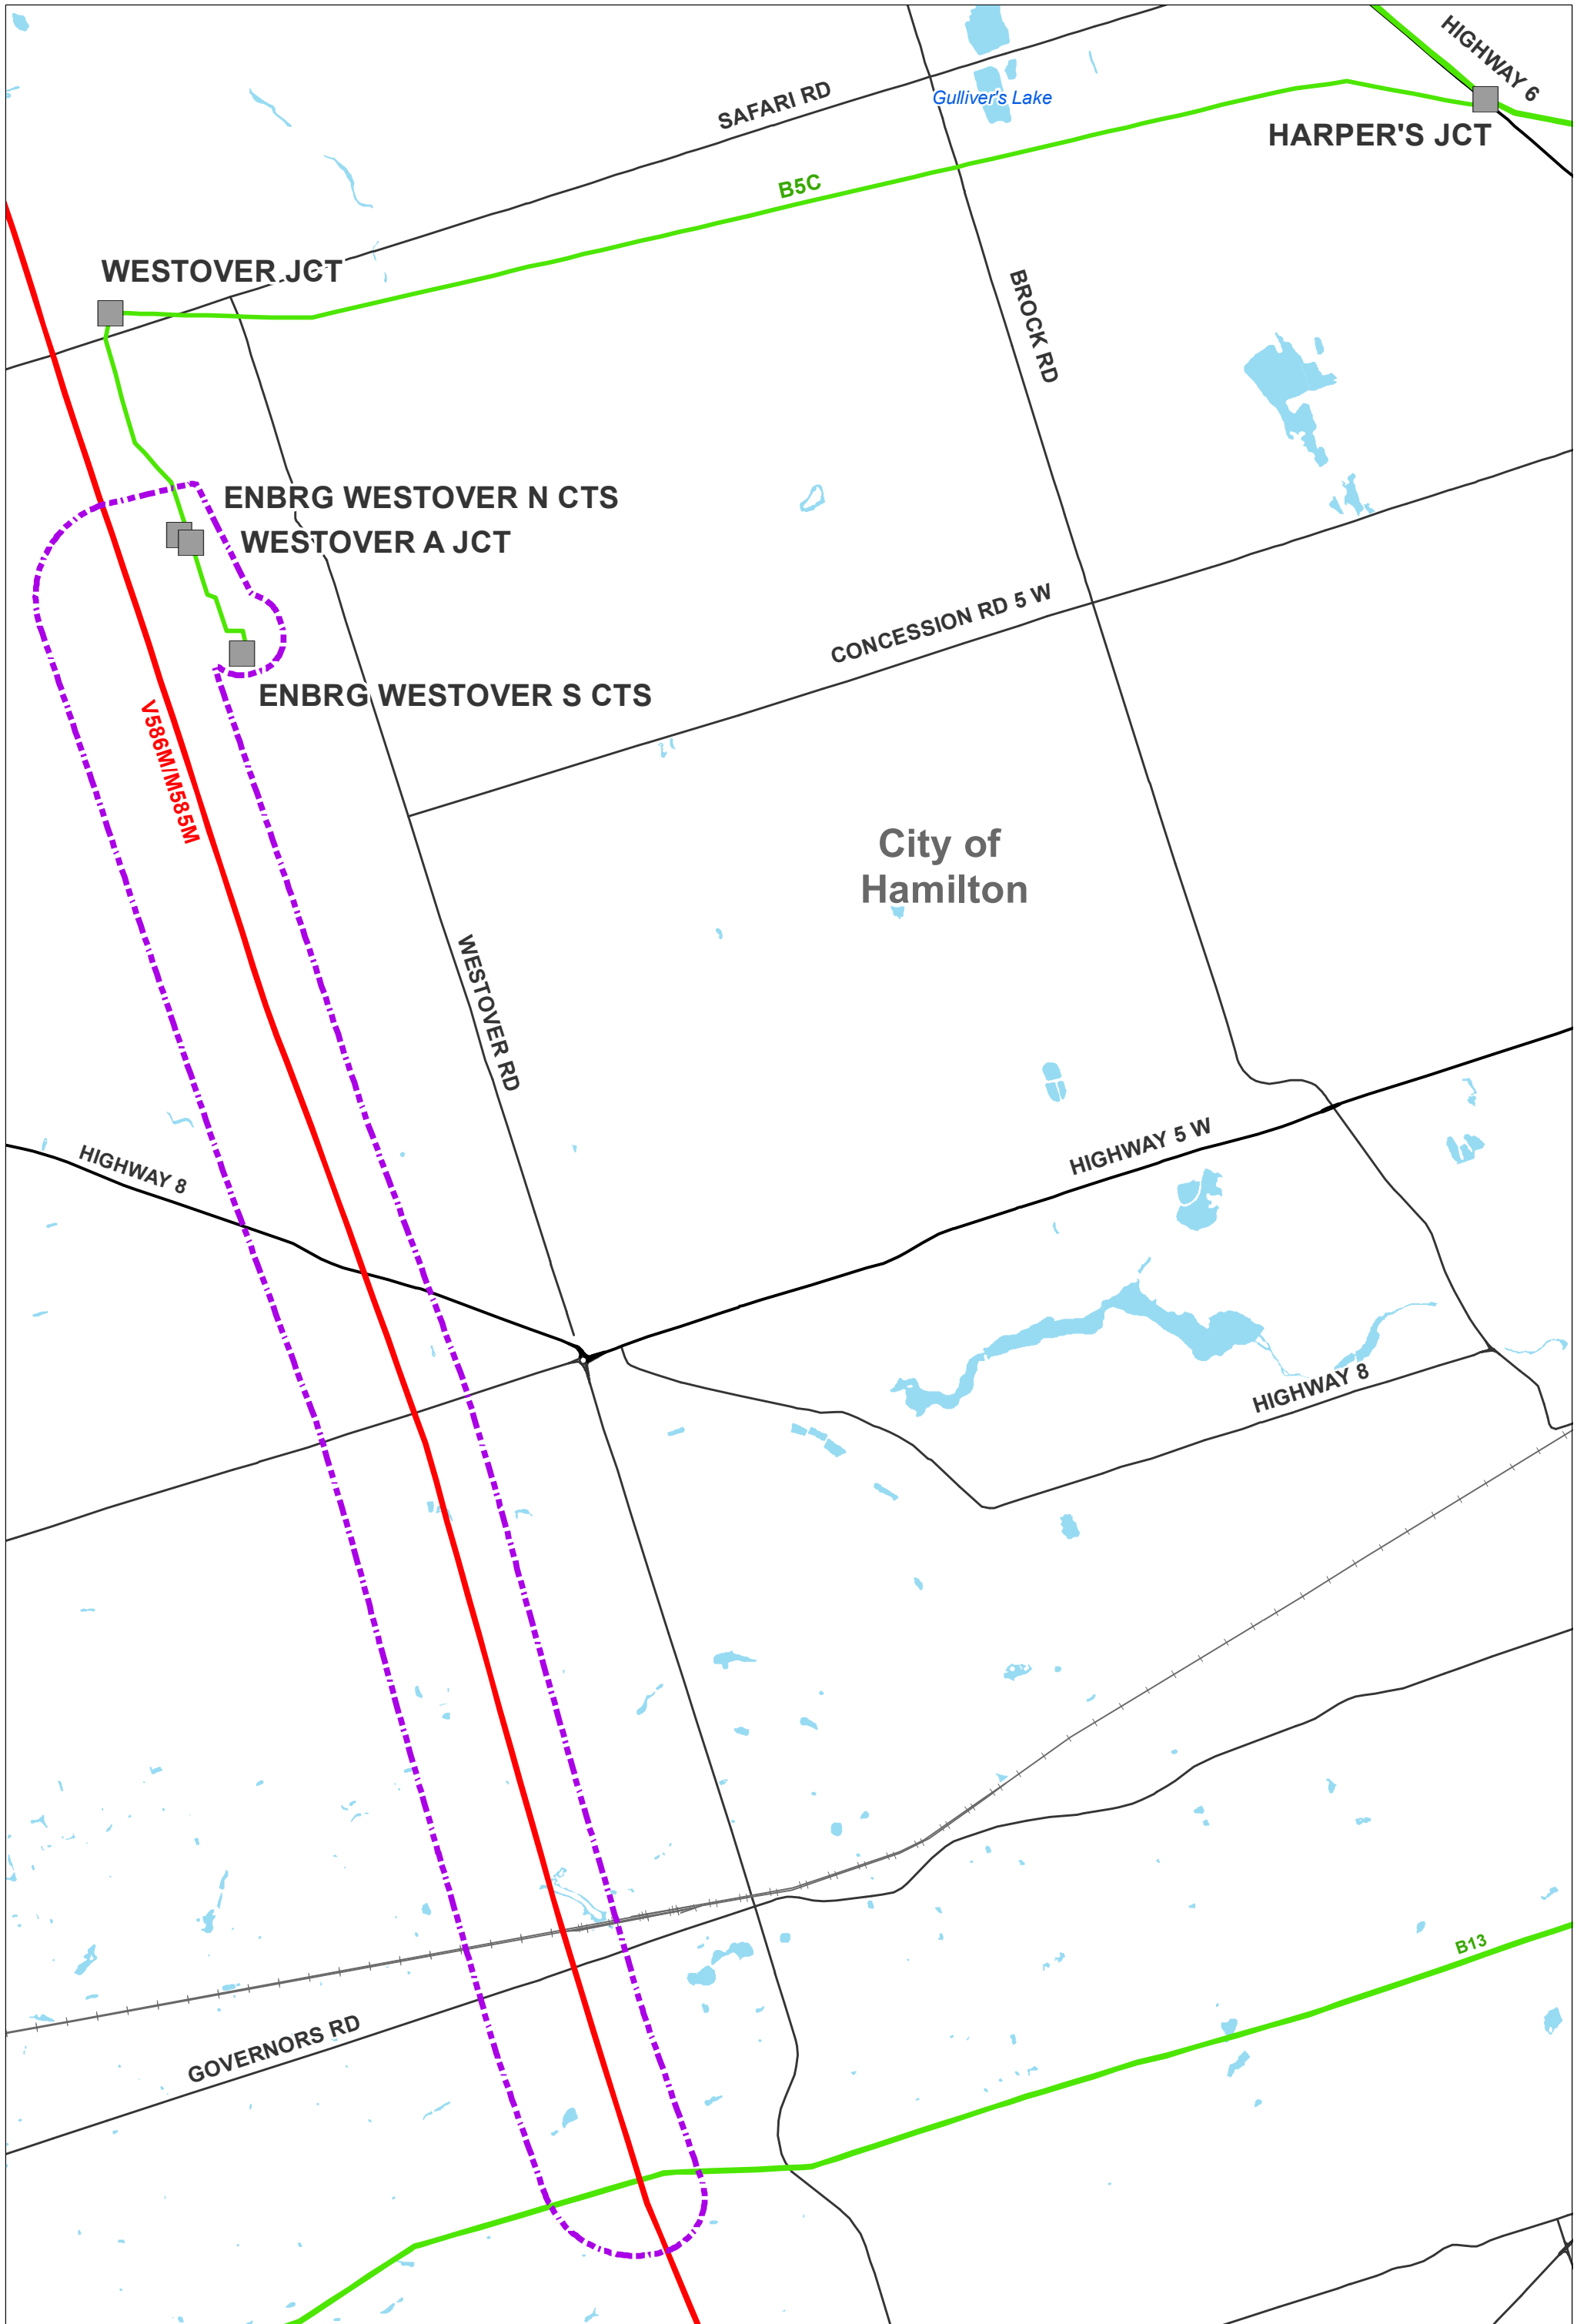 HIGHWAY 6
SAFARI RD
Gulliver's Lake
HARPER'S JCT
B5C
WESTOVER JCT
BROCK RD
ENBRG WESTOVER N CTS
WESTOVER A JCT
CONCESSION RD 5 W
ENBRG WESTOVER S CTS
V586M/M585M
City of
Hamilton
WESTOVER RD
HIGHWAY 5 W
HIGHWAY 8
HIGHWAY 8
B13
GOVERNORS RD